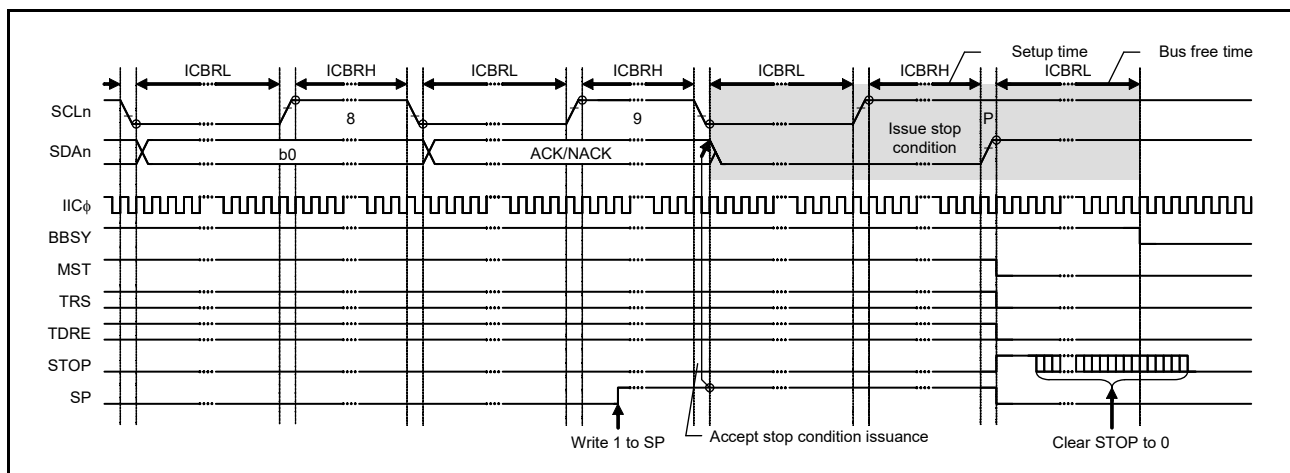 Setup time
Bus free time
ICBRL
ICBRH
ICBRL
ICBRH
ICBRL
ICBRH
ICBRL
SCLn
8
9
Issue stop
condition
P
SDAn
b0
ACK/NACK
IICϕ
BBSY
MST
TRS
TDRE
STOP
SP
Write 1 to SP
Accept stop condition issuance
Clear STOP to 0